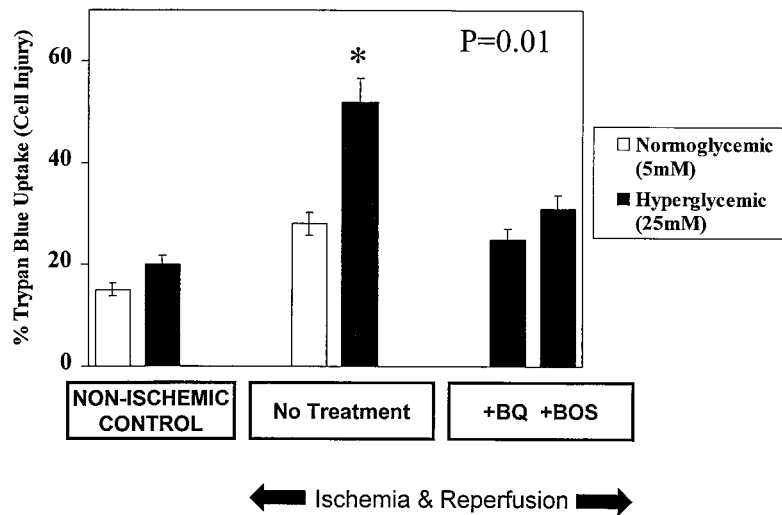 P=0.01
*
% Trypan Blue Uptake (Cell Injury)
60
40
20
0
Normoglycemic
(5mM)
Hyperglycemic
(25mM)
NON-ISCHEMIC
CONTROL
No Treatment
+BQ +BOS
Ischemia & Reperfusion